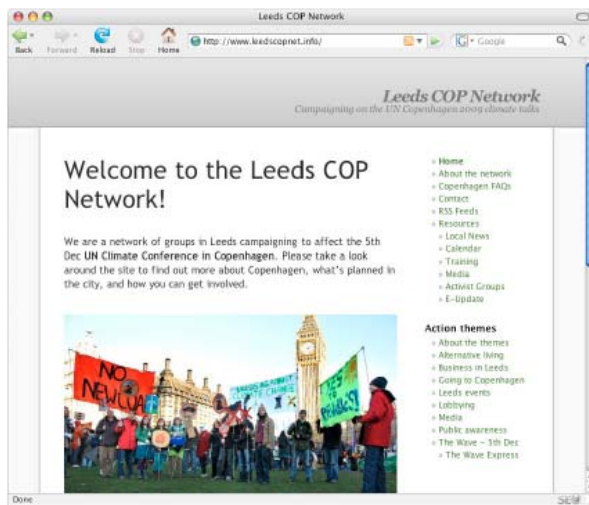 Leeds COP Network
Back
Forward
Reload
Stop
Home
http://www.leedscopnet.info/
Google
Leeds COP Network
Campaigning on the UN Copenhagen 2009 climate talks
Welcome to the Leeds COP
Network!
We are a network of groups in Leeds campaigning to affect the 5th
Dec UN Climate Conference in Copenhagen. Please take a look
around the site to find out more about Copenhagen, what's planned in
the city, and how you can get involved.
NO
NEW COAL
CLIMATE CHANGE
YES
TO
» Home
» About the network
» Copenhagen FAQs
» Contact
» RSS Feeds
» Resources
» Local News
» Calendar
» Training
» Media
» Activist Groups
» E-Update
Action themes
» About the themes
» Alternative living
» Business in Leeds
» Going to Copenhagen
» Leeds events
» Lobbying
» Media
» Public awareness
» The Wave – 5th Dec
» The Wave Express
Done